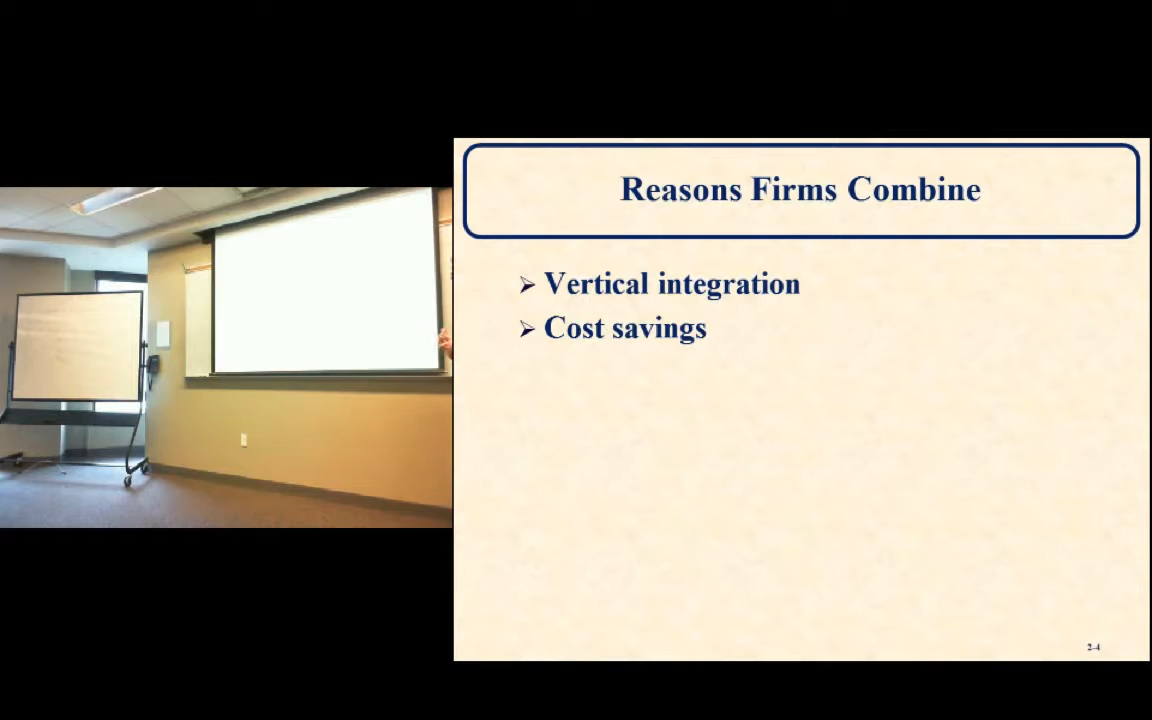 Reasons Firms Combine
➢ Vertical integration
➢ Cost savings
2-4